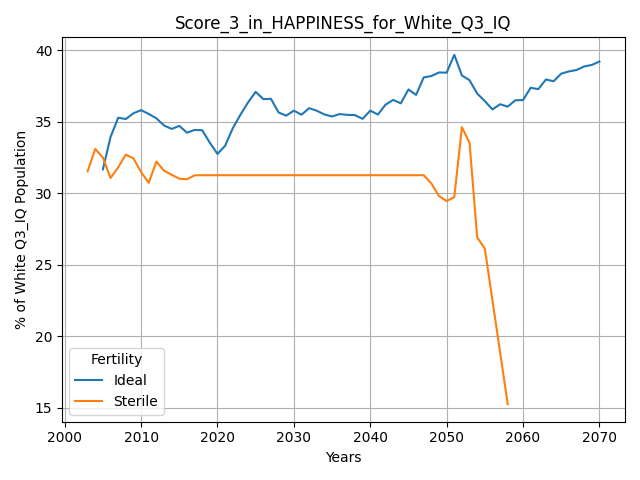 Score_3_in_HAPPINESS_for_White_Q3_IQ
% of White Q3_IQ Population
40
35
30
25
20
15
Fertility
Ideal
Sterile
2000 2010 2020 2030 2040 2050 2060 2070
Years